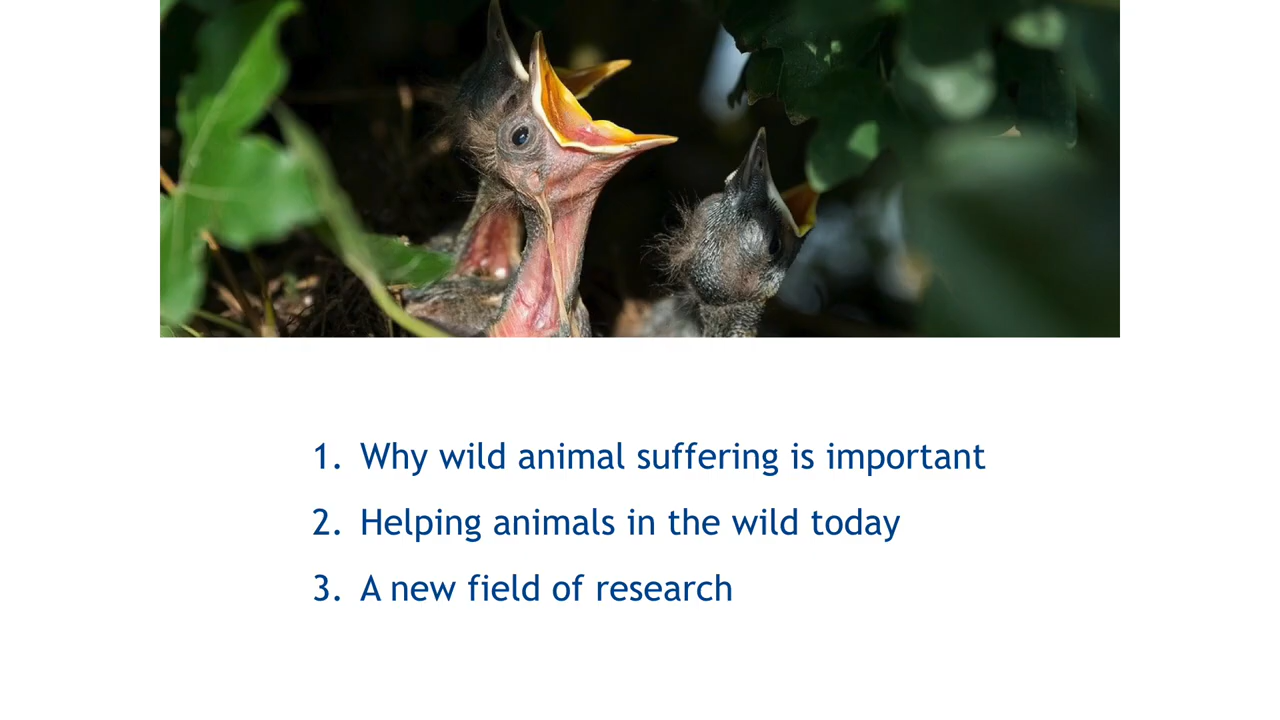 1. Why wild animal suffering is important
2. Helping animals in the wild today
3. A new field of research